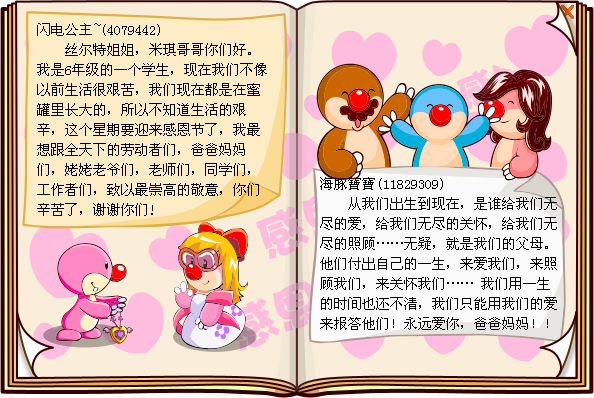 闪电公主~(4079442)
丝尔特姐姐，米琪哥哥你们好。
我是6年级的一个学生，现在我们不像
以前生活很艰苦，我们现在都是在蜜
罐里长大的，所以不知道生活的艰
辛，这个星期要迎来感恩节了，我最
想跟全天下的劳动者们，爸爸妈妈
们，姥姥老爷们，老师们，同学们，
工作者们，致以最崇高的敬意，你们
辛苦了，谢谢你们！
海豚寶寶(11829309)
从我们出生到现在，是谁给我们无
尽的爱，给我们无尽的关怀，给我们无
尽的照顾……无疑，就是我们的父母。
他们付出自己的一生，来爱我们，来照
顾我们，来关怀我们…… 我们用一生
的时间也还不清，我们只能用我们的爱
来报答他们！永远爱你，爸爸妈妈！！